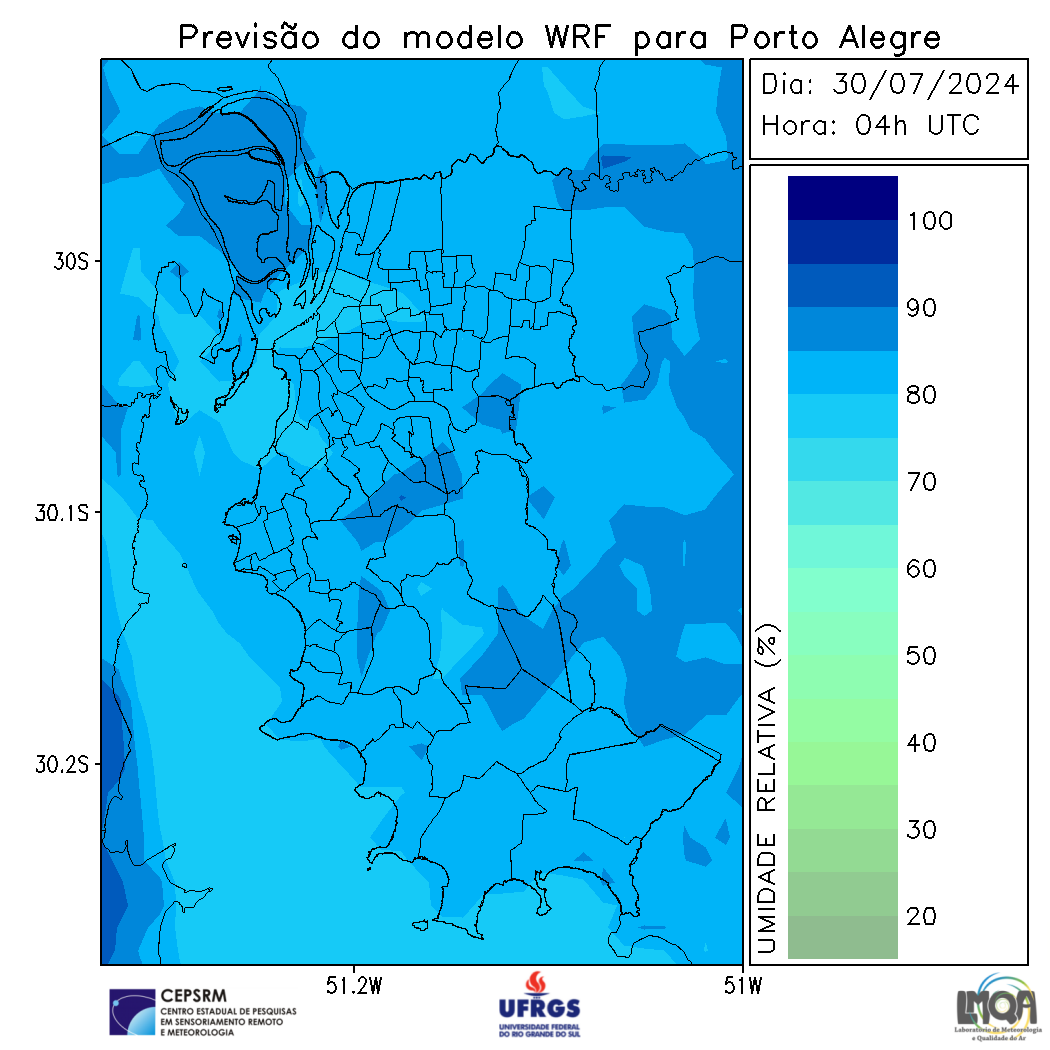 Previsão do modelo WRF para Porto Alegre
Dia: 30/07/2024
Hora: 04h UTC
100
90
80
70
60
50
40
30
20
UMIDADE RELATIVA (%)
30S
30.1S
30.2S
51.2W
51W
CEPSRM
CENTRO ESTADUAL DE PESQUISAS
EM SENSORIAMENTO REMOTO
E METEOROLOGIA
UFRGS
UNIVERSIDADE FEDERAL
DO RIO GRANDE DO SUL
LMQA
Laboratório de Meteorologia
e Qualidade do Ar